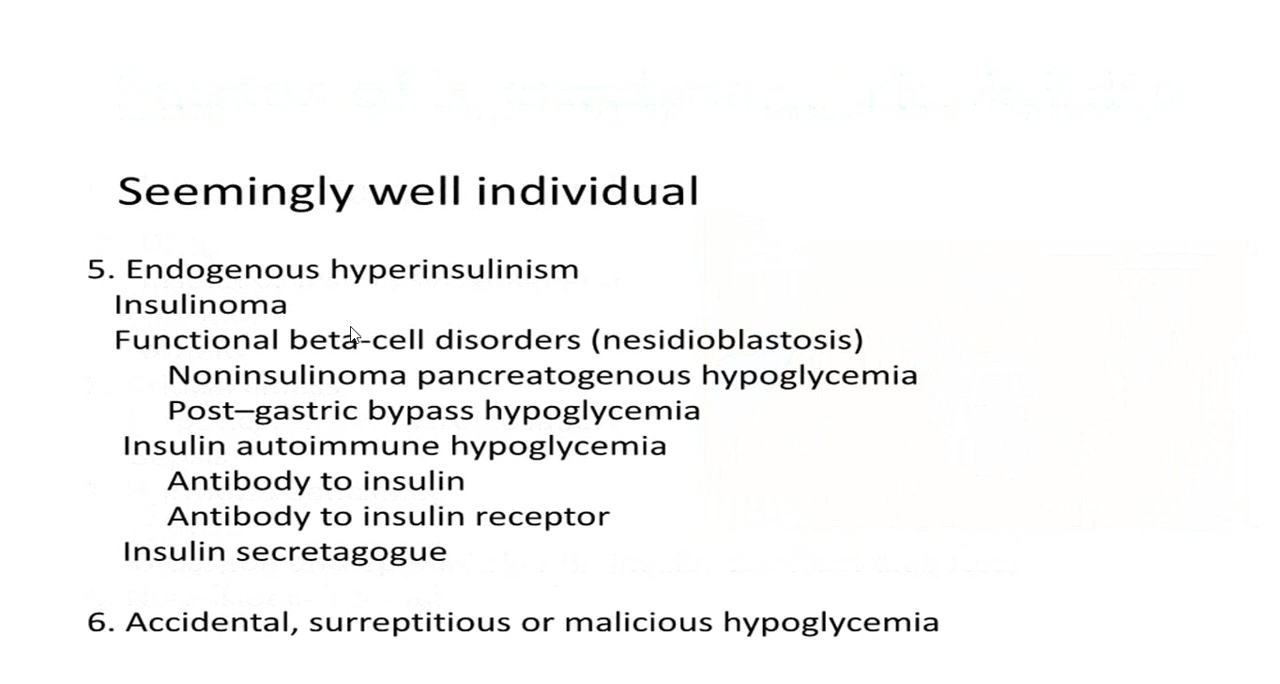 Seemingly well individual
5. Endogenous hyperinsulinism
Insulinoma
Functional beta-cell disorders (nesidioblastosis)
Noninsulinoma pancreatogenous hypoglycemia
Post–gastric bypass hypoglycemia
Insulin autoimmune hypoglycemia
Antibody to insulin
Antibody to insulin receptor
Insulin secretagogue
6. Accidental, surreptitious or malicious hypoglycemia